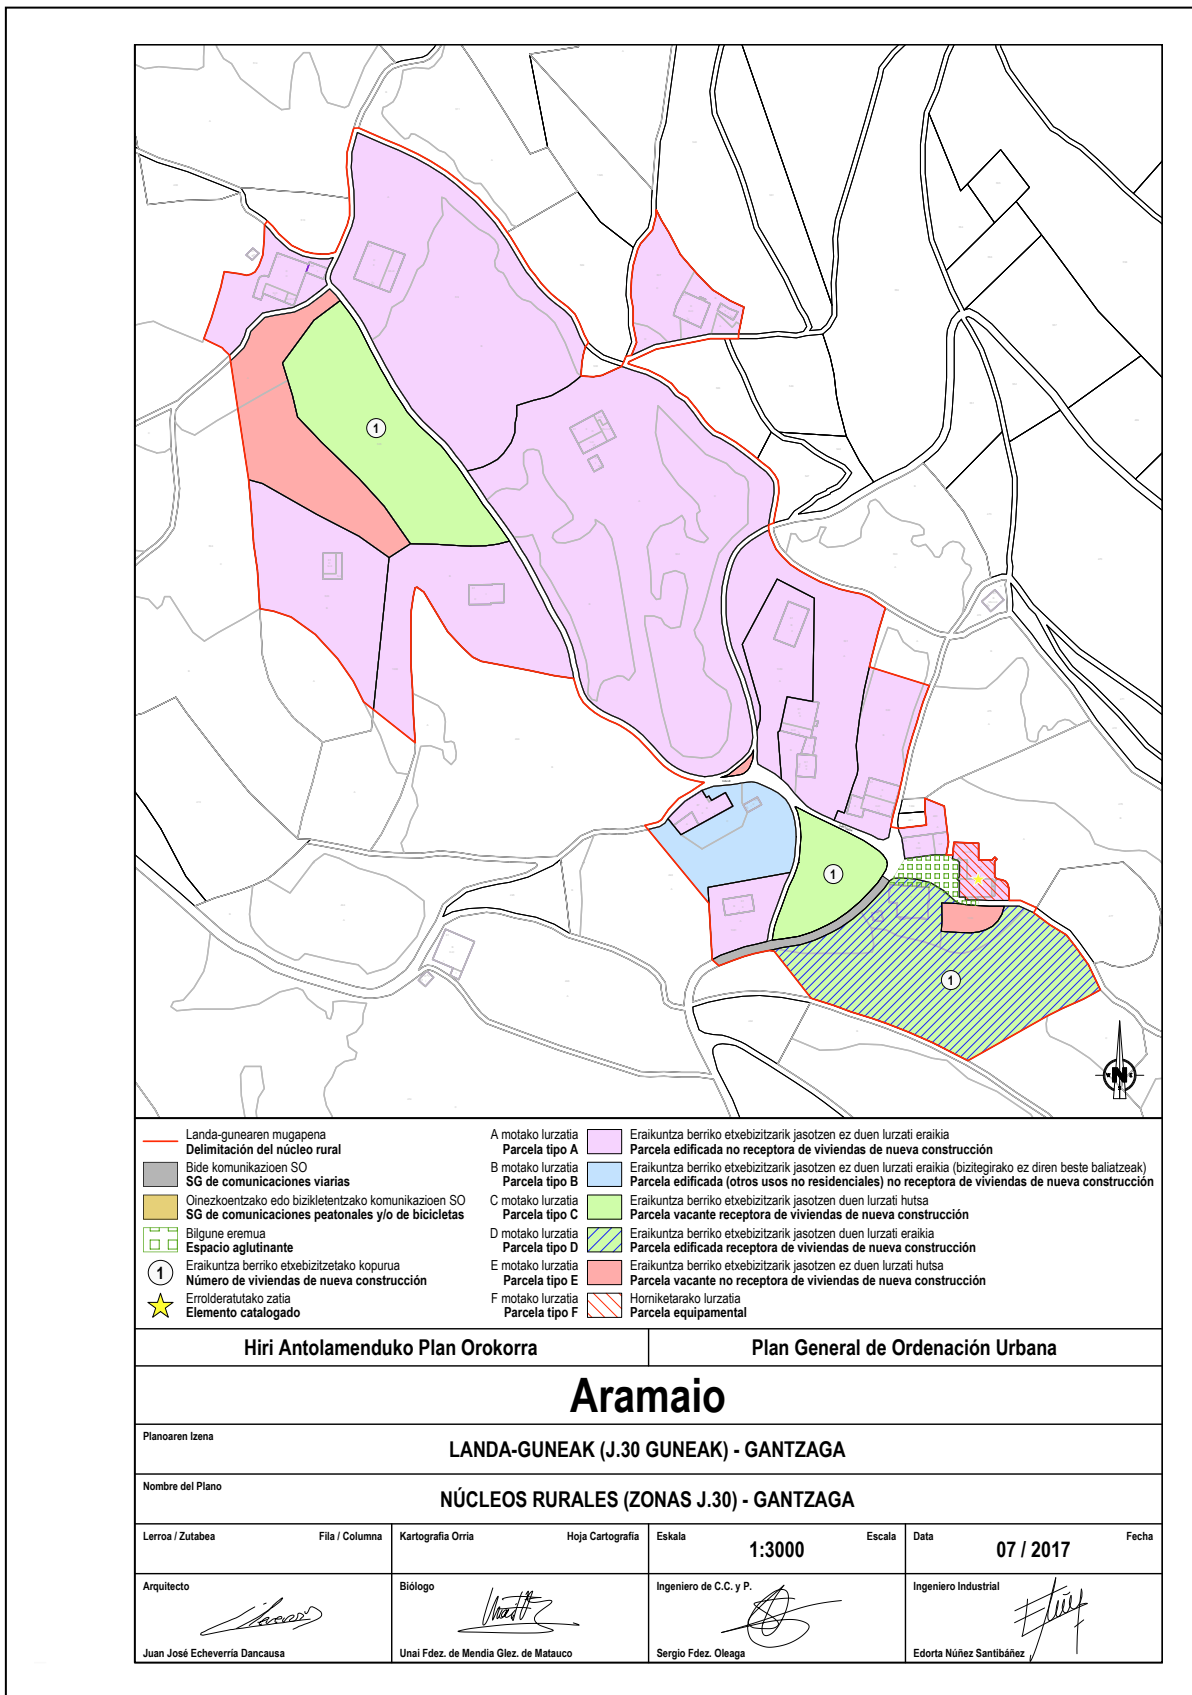 1
1
1
N
Landa-gunearen mugapena
Delimitación del núcleo rural
Bide komunikazioen SO
SG de comunicaciones viarias
Oinezkoentzako edo bizikletentzako komunikazioen SO
SG de comunicaciones peatonales y/o de bicicletas
Bilgune eremua
Espacio aglutinante
1
Eraikuntza berriko etxebizitzetako kopurua
Número de viviendas de nueva construcción
Errolderatutako zatia
Elemento catalogado
A motako lurzatia
Parcela tipo A
Eraikuntza berriko etxebizitzarik jasotzen ez duen lurzati eraikia
Parcela edificada no receptora de viviendas de nueva construcción
B motako lurzatia
Parcela tipo B
Eraikuntza berriko etxebizitzarik jasotzen ez duen lurzati eraikia (bizitegirako ez diren beste baliatzeak)
Parcela edificada (otros usos no residenciales) no receptora de viviendas de nueva construcción
C motako lurzatia
Parcela tipo C
Eraikuntza berriko etxebizitzarik jasotzen duen lurzati hutsa
Parcela vacante receptora de viviendas de nueva construcción
D motako lurzatia
Parcela tipo D
Eraikuntza berriko etxebizitzarik jasotzen duen lurzati eraikia
Parcela edificada receptora de viviendas de nueva construcción
E motako lurzatia
Parcela tipo E
Eraikuntza berriko etxebizitzarik jasotzen ez duen lurzati hutsa
Parcela vacante no receptora de viviendas de nueva construcción
F motako lurzatia
Parcela tipo F
Horniketarako lurzatia
Parcela equipamental
Hiri Antolamenduko Plan Orokorra
Plan General de Ordenación Urbana
Aramaio
Planoaren Izena
LANDA-GUNEAK (J.30 GUNEAK) - GANTZAGA
Nombre del Plano
NÚCLEOS RURALES (ZONAS J.30) - GANTZAGA
Lerroa / Zutabea Fila / Columna
Kartografia Orria Hoja Cartografia
Eskala Escala
1:3000
Data Fecha
07 / 2017
Arquitecto
Juan José Echeverría Dancausa
Biólogo
Unai Fdez. de Mendia Glez. de Matauco
Ingeniero de C.C. y P.
Sergio Fdez. Oleaga
Ingeniero Industrial
Edorta Núñez Santibáñez